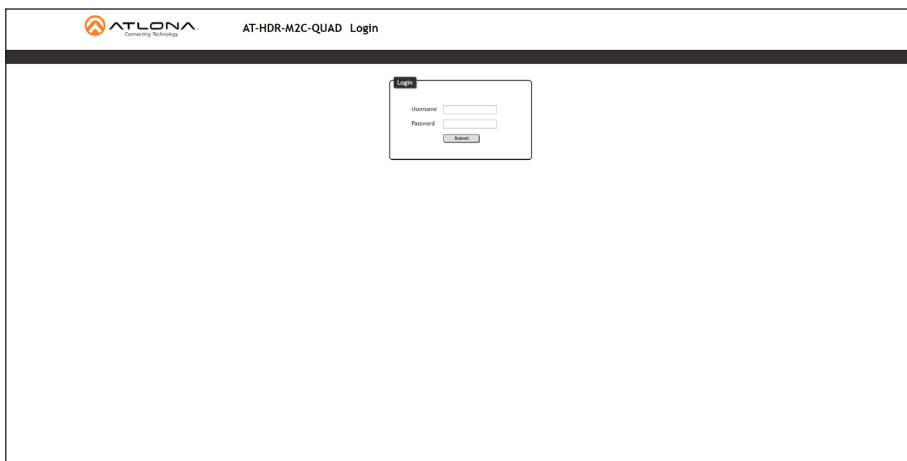 ATLONA.
Connecting Technology
AT-HDR-M2C-QUAD Login
Login
Username
Password
Submit